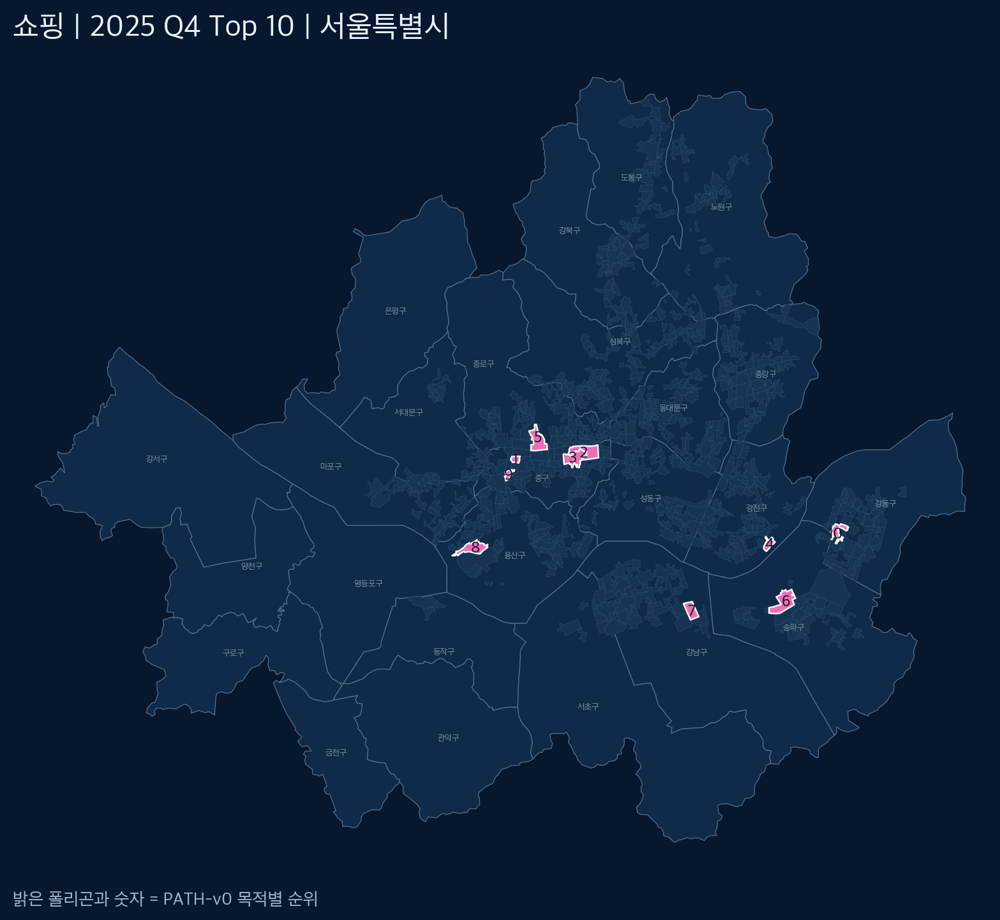 쇼핑 | 2025 Q4 Top 10 | 서울특별시
도봉구
노원구
강북구
은평구
성북구
종로구
중랑구
동대문구
서대문구
5
2
3
1
강서구
마포구
9
중구
성동구
강동구
광진구
0
4
8
용산구
양천구
영등포구
6
7
송파구
구로구
동작구
강남구
서초구
관악구
금천구
밝은 폴리곤과 숫자 = PATH-v0 목적별 순위